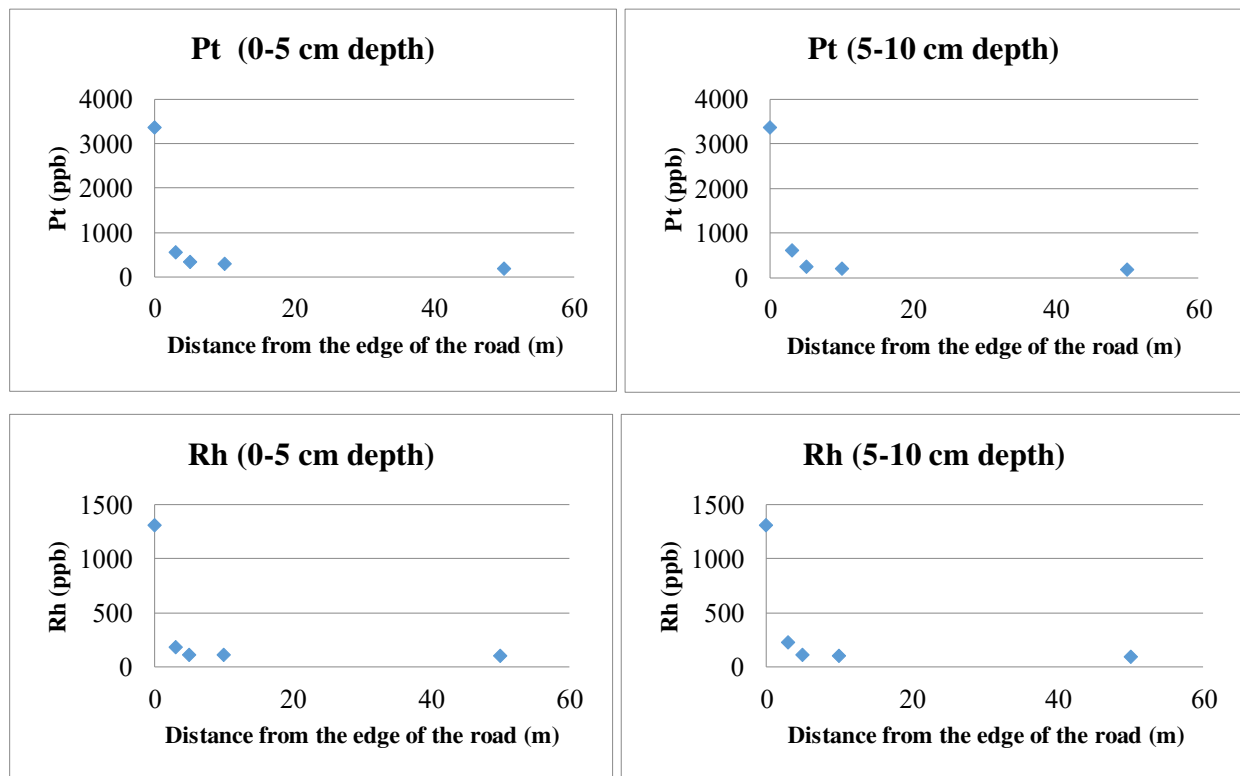 Pt (0-5 cm depth)
4000
3000
2000
1000
0
Pt (ppb)
0 20 40 60
Distance from the edge of the road (m)
Pt (5-10 cm depth)
4000
3000
2000
1000
0
Pt (ppb)
0 20 40 60
Distance from the edge of the road (m)
Rh (0-5 cm depth)
1500
1000
500
0
Rh (ppb)
0 20 40 60
Distance from the edge of the road (m)
Rh (5-10 cm depth)
1500
1000
500
0
Rh (ppb)
0 20 40 60
Distance from the edge of the road (m)